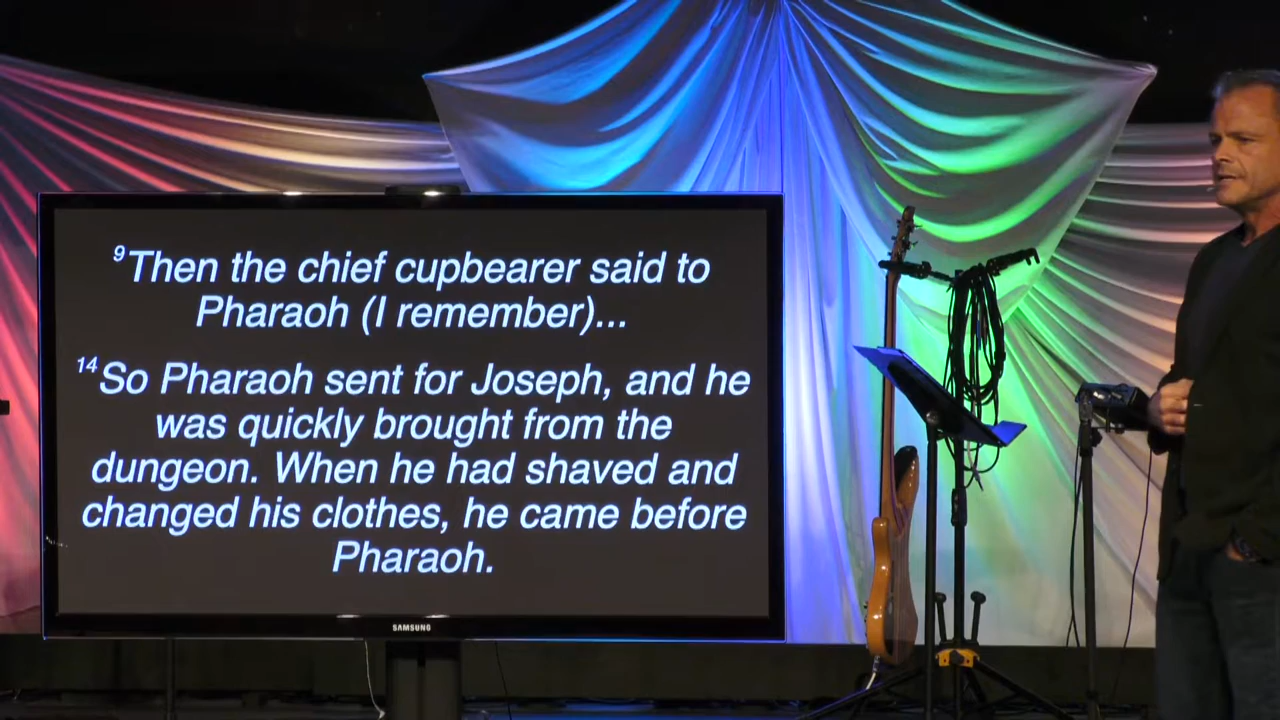 ⁹Then the chief cupbearer said to
Pharaoh (I remember)...
¹⁴So Pharaoh sent for Joseph, and he
was quickly brought from the
dungeon. When he had shaved and
changed his clothes, he came before
Pharaoh.
SAMSUNG